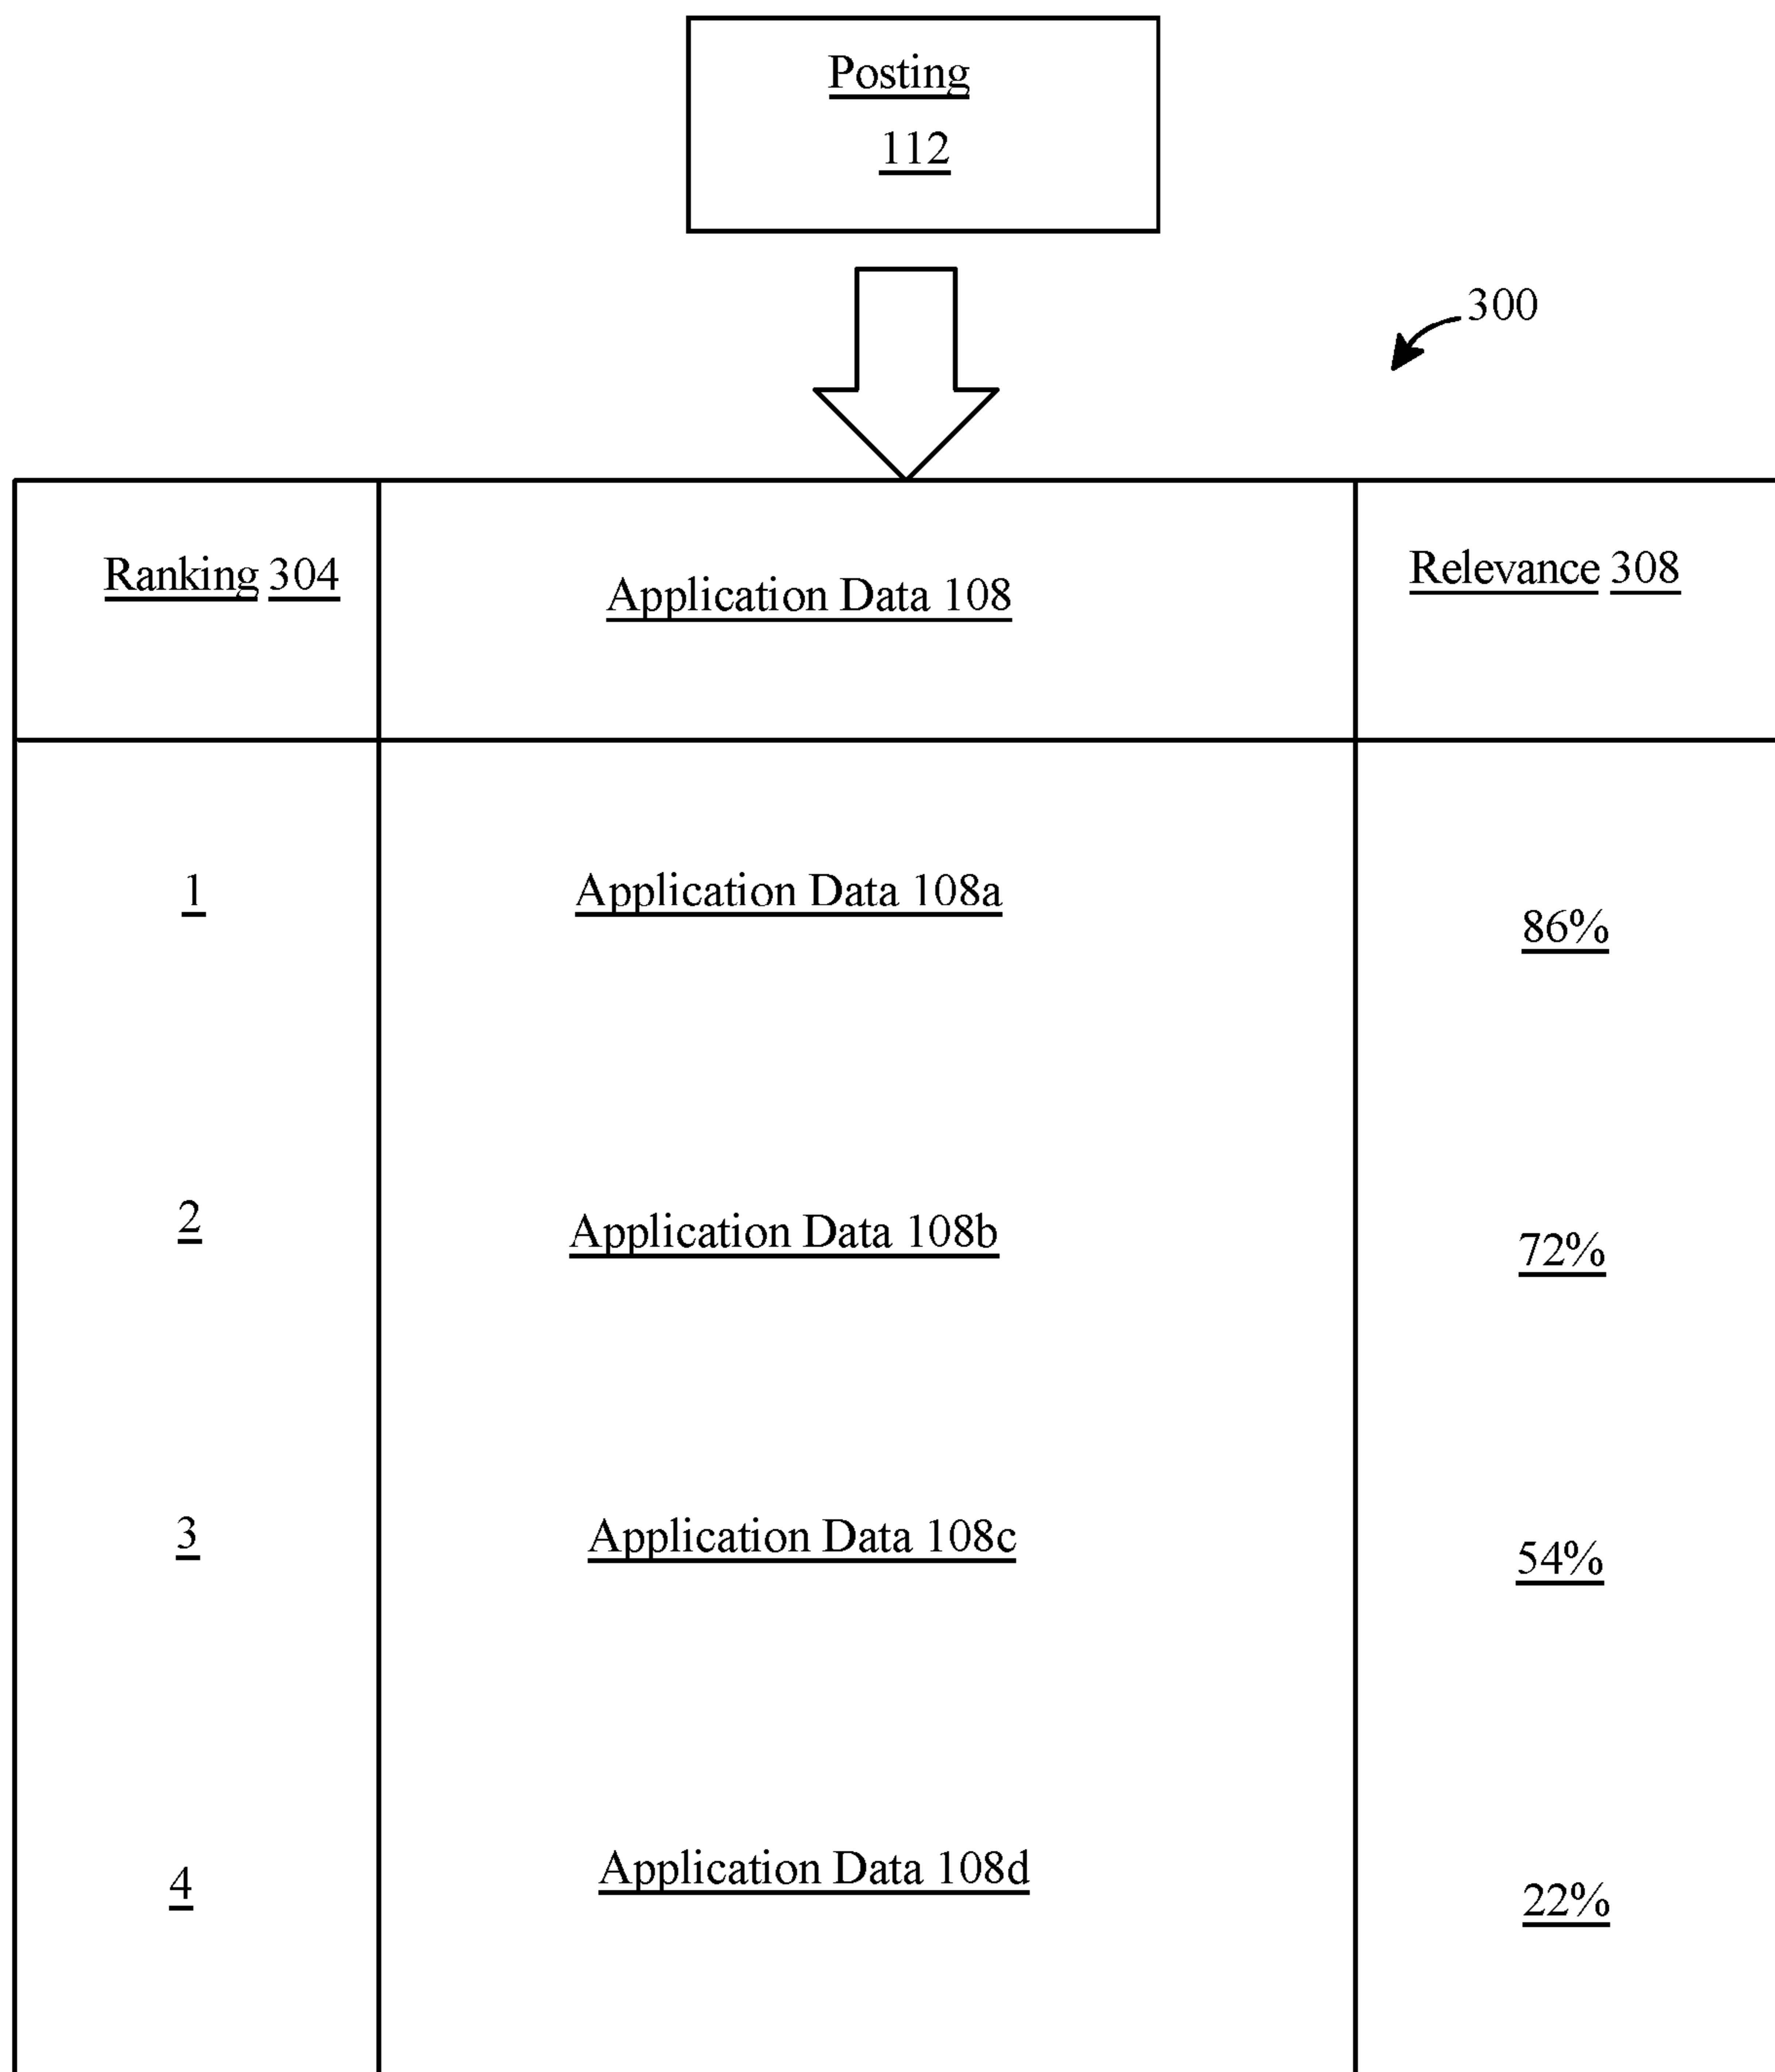 Posting
112
300
Ranking 304
Application Data 108
Relevance 308
1
Application Data 108a
86%
2
Application Data 108b
72%
3
Application Data 108c
54%
4
Application Data 108d
22%